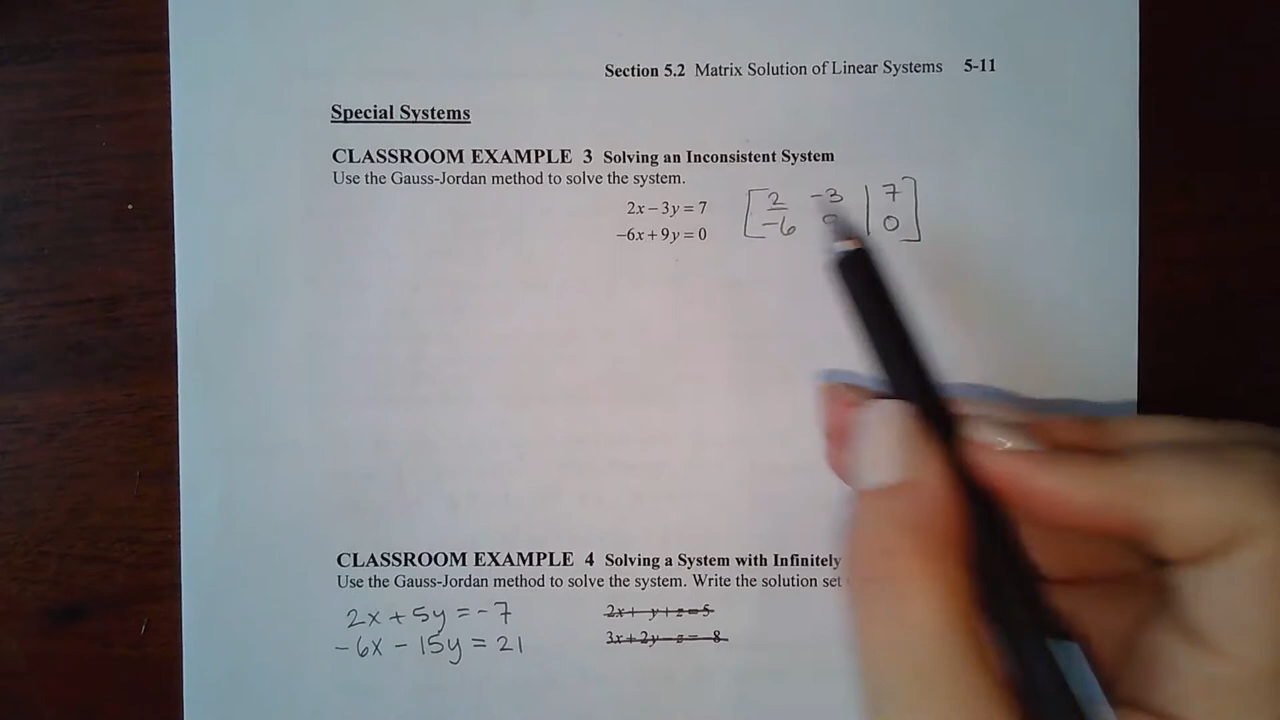 Section 5.2 Matrix Solution of Linear Systems 5-11
Special Systems
CLASSROOM EXAMPLE 3 Solving an Inconsistent System
Use the Gauss-Jordan method to solve the system.
2x – 3y = 7 [2 -3 | 7
–6x + 9y = 0 -6 | 0]
CLASSROOM EXAMPLE 4 Solving a System with Infinitely
Use the Gauss-Jordan method to solve the system. Write the solution set
2x + 5y = -7 2x + y + z = 5
-6x - 15y = 21 3x + 2y – z = –8